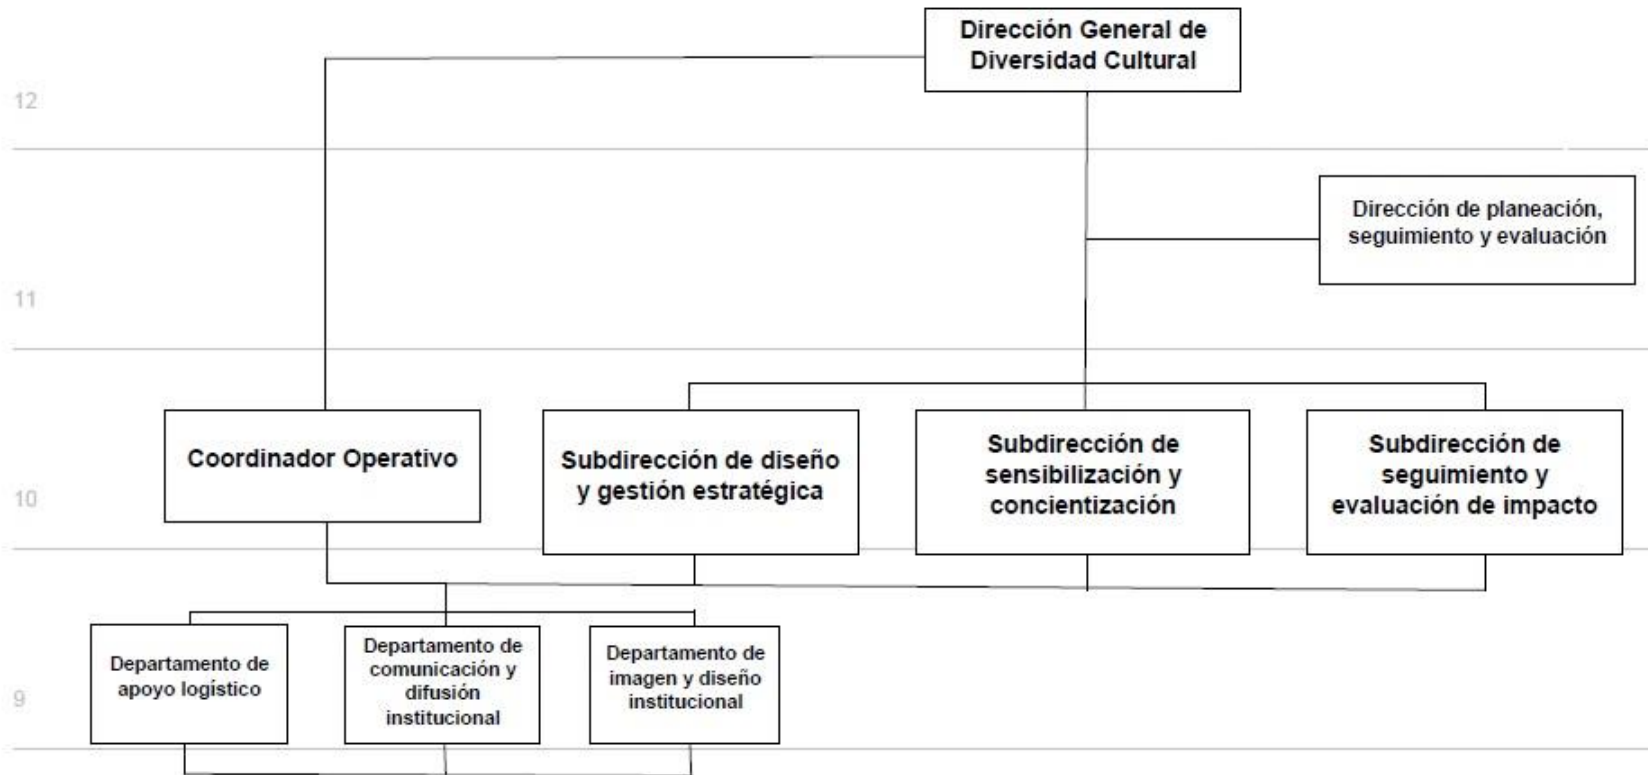 Dirección General de
Diversidad Cultural
12
Dirección de planeación,
seguimiento y evaluación
11
Coordinador Operativo
Subdirección de diseño
y gestión estratégica
Subdirección de
sensibilización y
concientización
Subdirección de
seguimiento y
evaluación de impacto
10
Departamento de
apoyo logístico
Departamento de
comunicación y
difusión
institucional
Departamento de
imagen y diseño
institucional
9